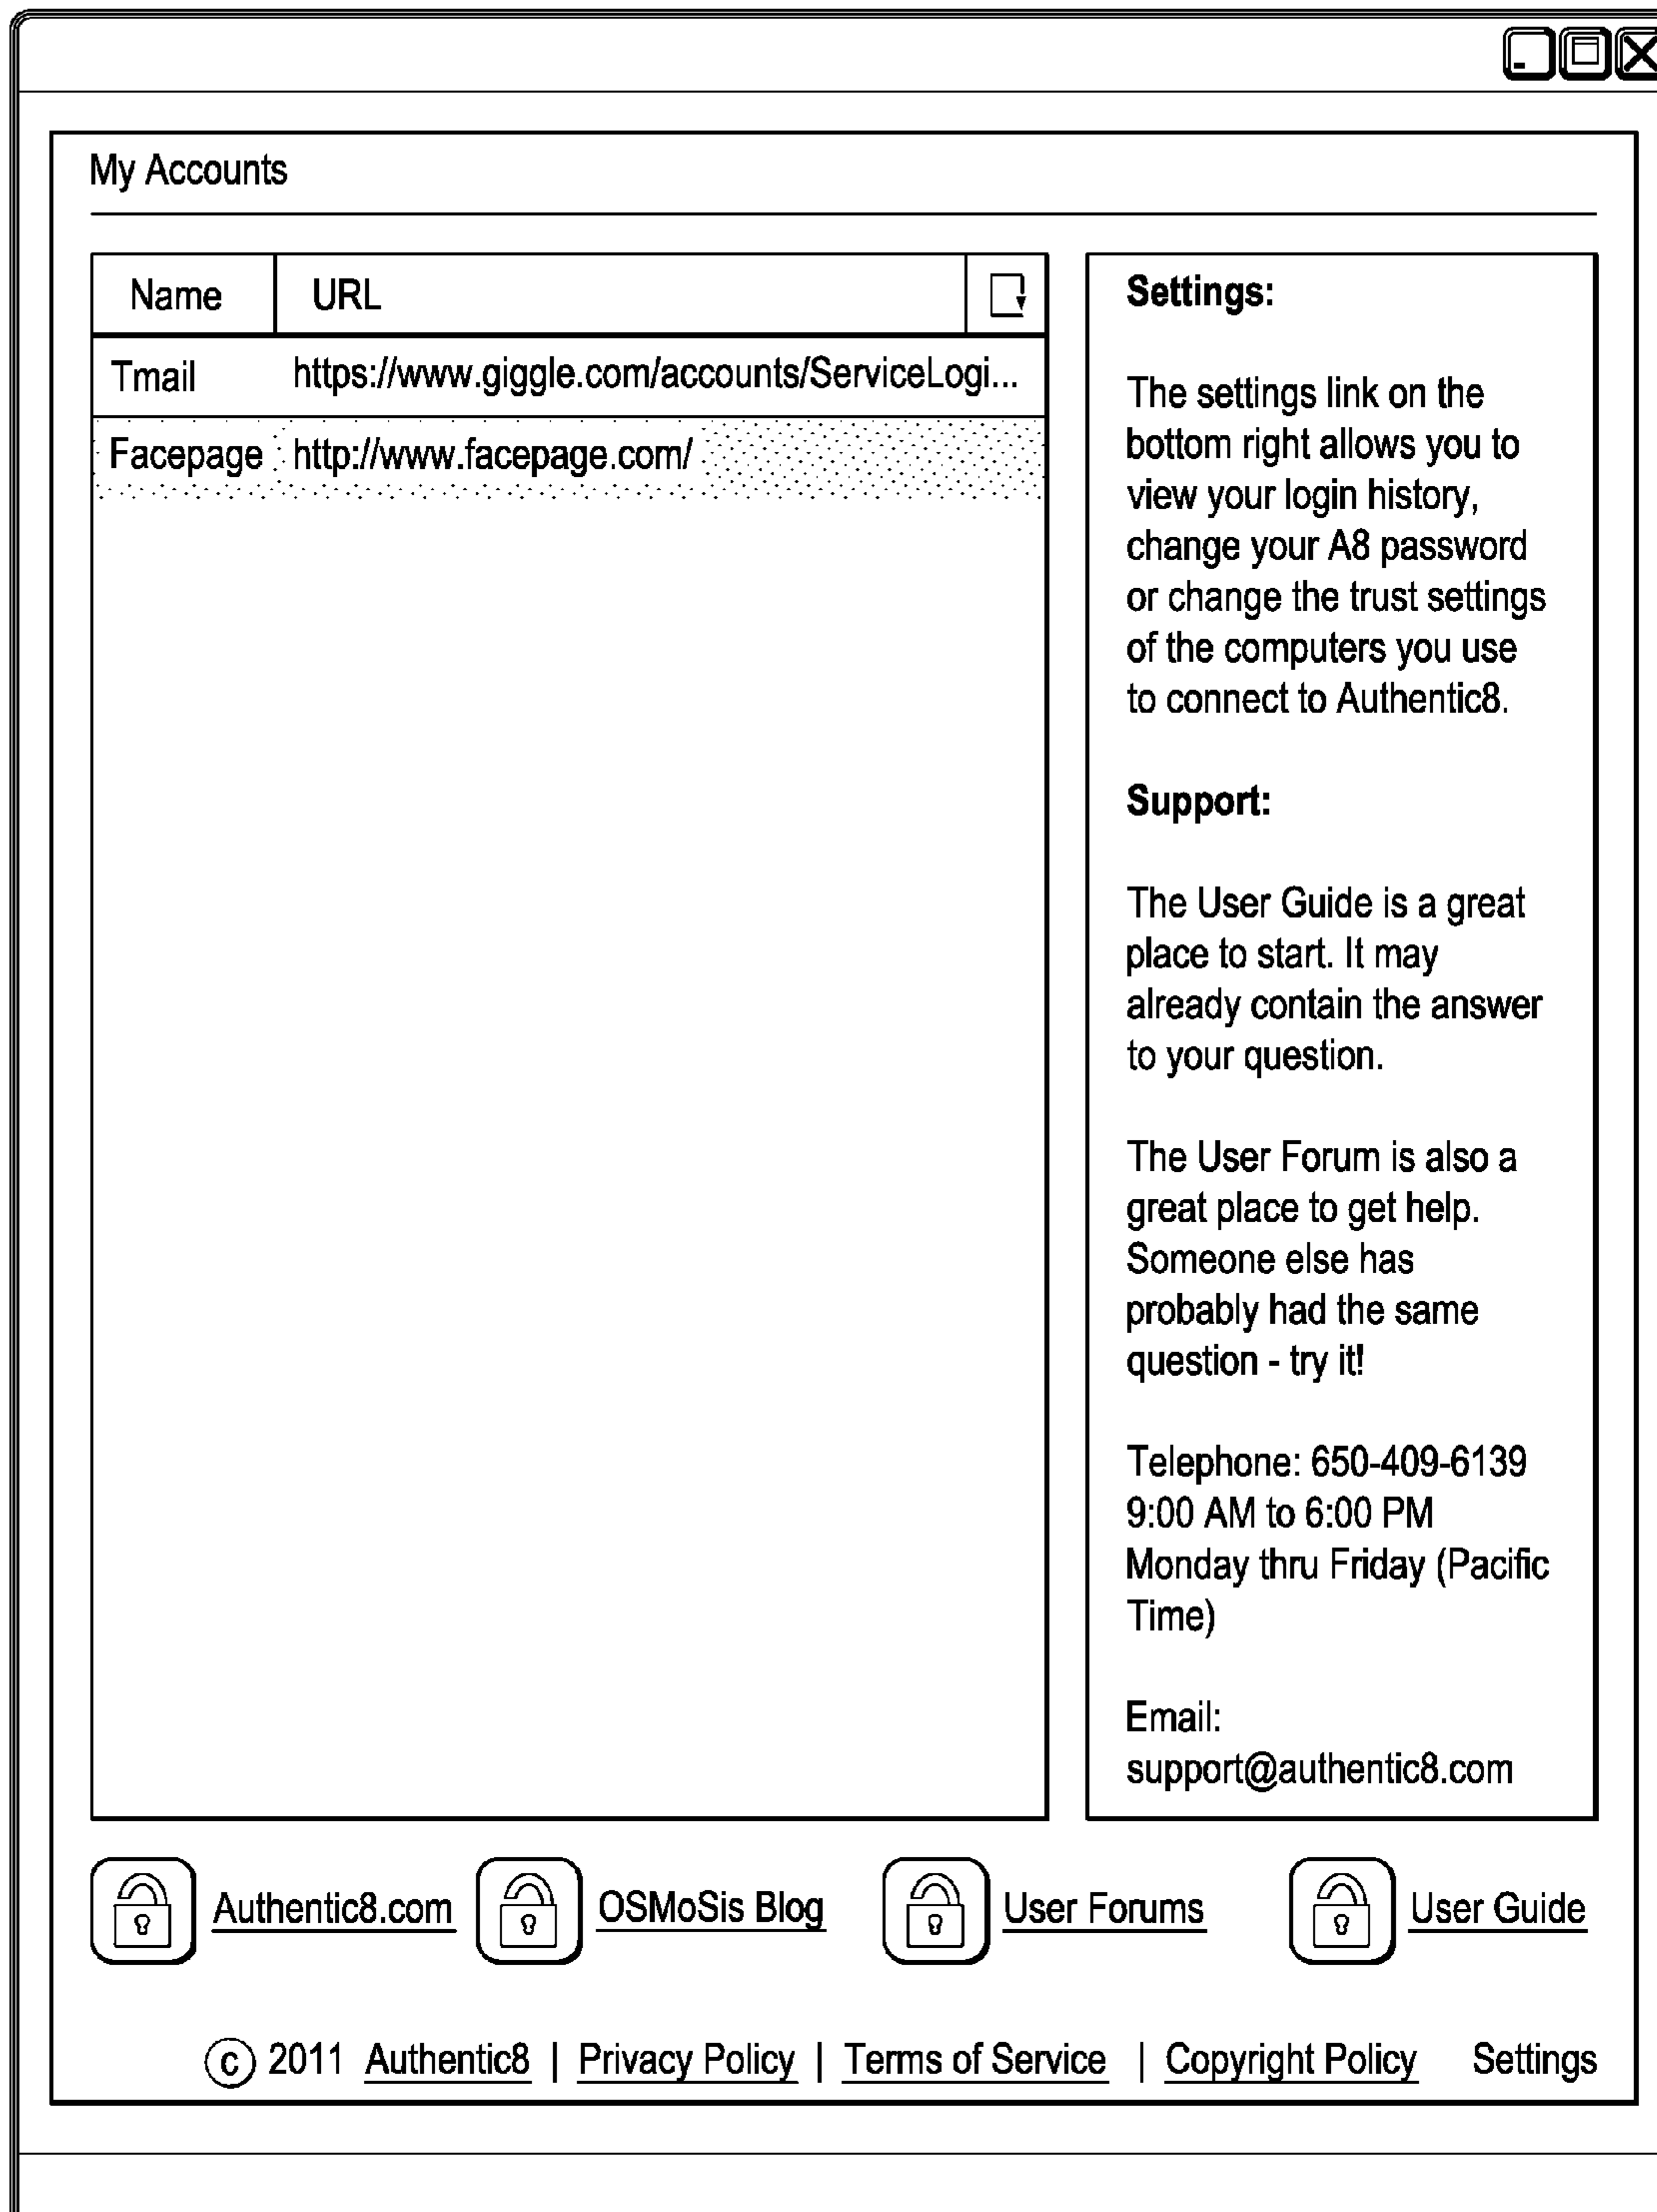 My Accounts
Name URL
Tmail https://www.giggle.com/accounts/ServiceLogi...
Facepage http://www.facepage.com/
Settings:
The settings link on the
bottom right allows you to
view your login history,
change your A8 password
or change the trust settings
of the computers you use
to connect to Authentic8.
Support:
The User Guide is a great
place to start. It may
already contain the answer
to your question.
The User Forum is also a
great place to get help.
Someone else has
probably had the same
question - try it!
Telephone: 650-409-6139
9:00 AM to 6:00 PM
Monday thru Friday (Pacific
Time)
Email:
support@authentic8.com
Authentic8.com OSMoSis Blog User Forums User Guide
© 2011 Authentic8 | Privacy Policy | Terms of Service | Copyright Policy Settings